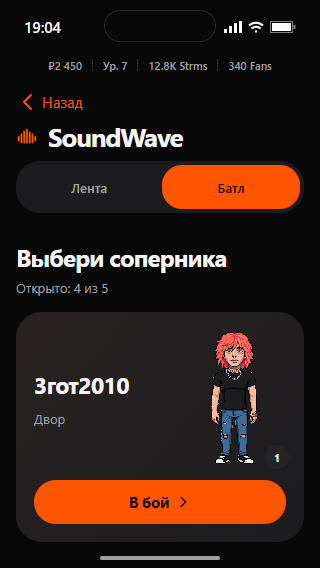 19:04
₽2 450 Ур. 7 12.8K Strms 340 Fans
Назад
SoundWave
Лента Батл
Выбери соперника
Открыто: 4 из 5
Згот2010
Двор
1
В бой